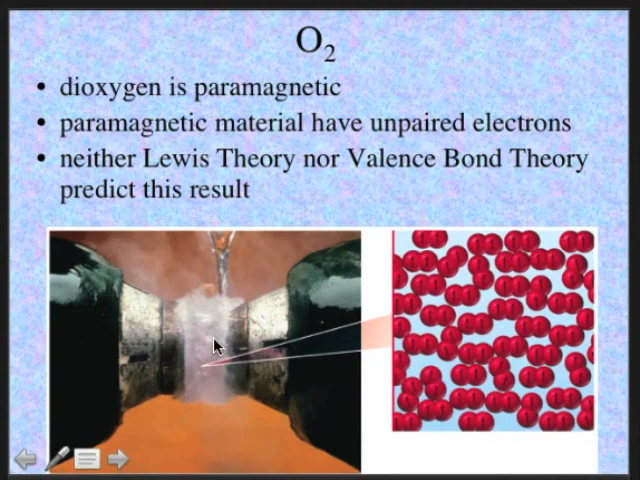 O₂
• dioxygen is paramagnetic
• paramagnetic material have unpaired electrons
• neither Lewis Theory nor Valence Bond Theory
predict this result